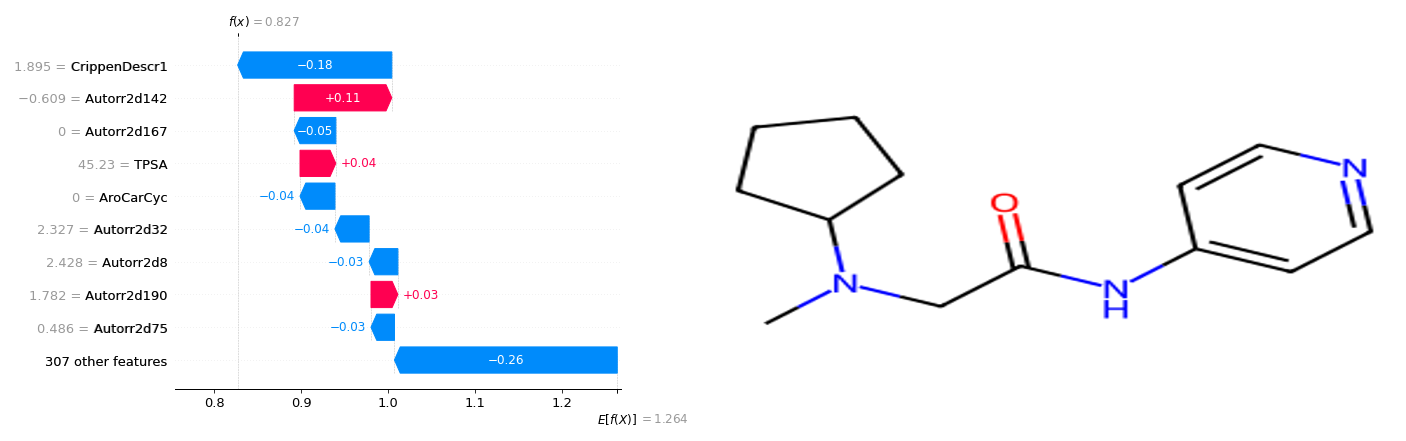 f(x) = 0.827
1.895 = CrippenDescr1
−0.18
−0.609 = Autorr2d142
+0.11
0 = Autorr2d167
−0.05
45.23 = TPSA
+0.04
0 = AroCarCyc
−0.04
2.327 = Autorr2d32
−0.04
2.428 = Autorr2d8
−0.03
1.782 = Autorr2d190
+0.03
0.486 = Autorr2d75
−0.03
307 other features
−0.26
0.8 0.9 1.0 1.1 1.2
E[f(X)] = 1.264
N
O
N
H
N